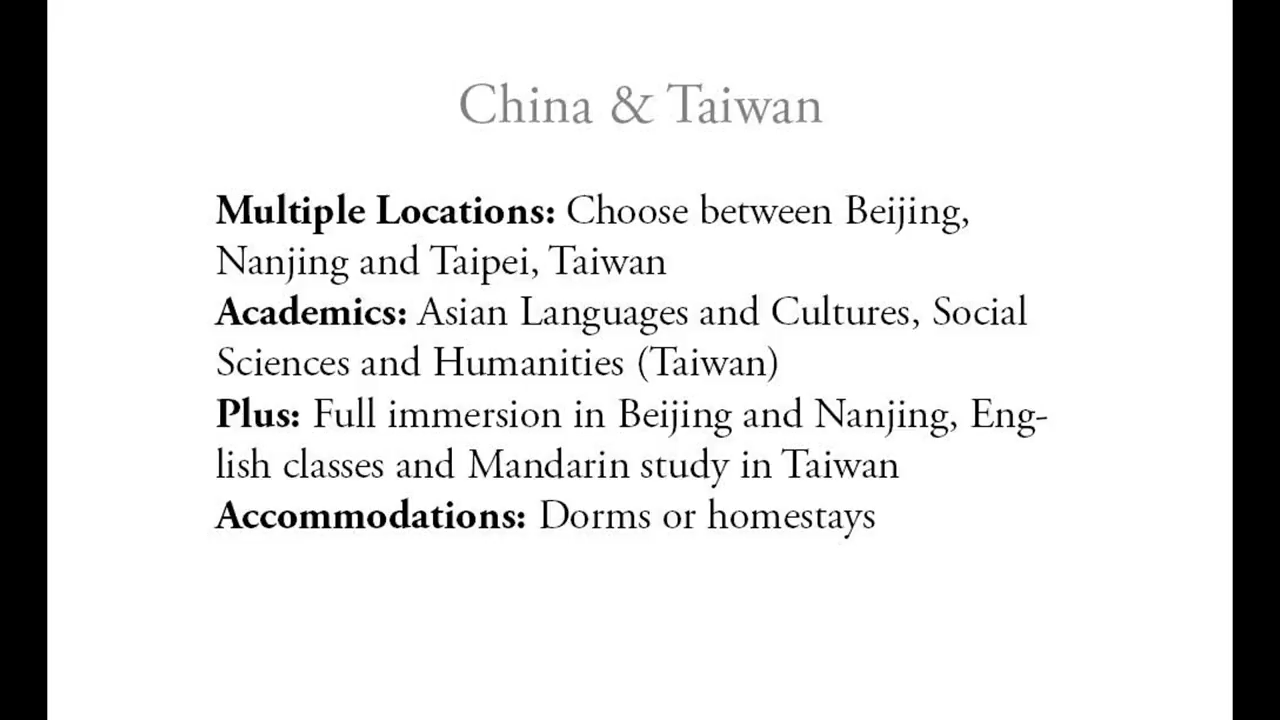 China & Taiwan
Multiple Locations: Choose between Beijing,
Nanjing and Taipei, Taiwan
Academics: Asian Languages and Cultures, Social
Sciences and Humanities (Taiwan)
Plus: Full immersion in Beijing and Nanjing, Eng-
lish classes and Mandarin study in Taiwan
Accommodations: Dorms or homestays